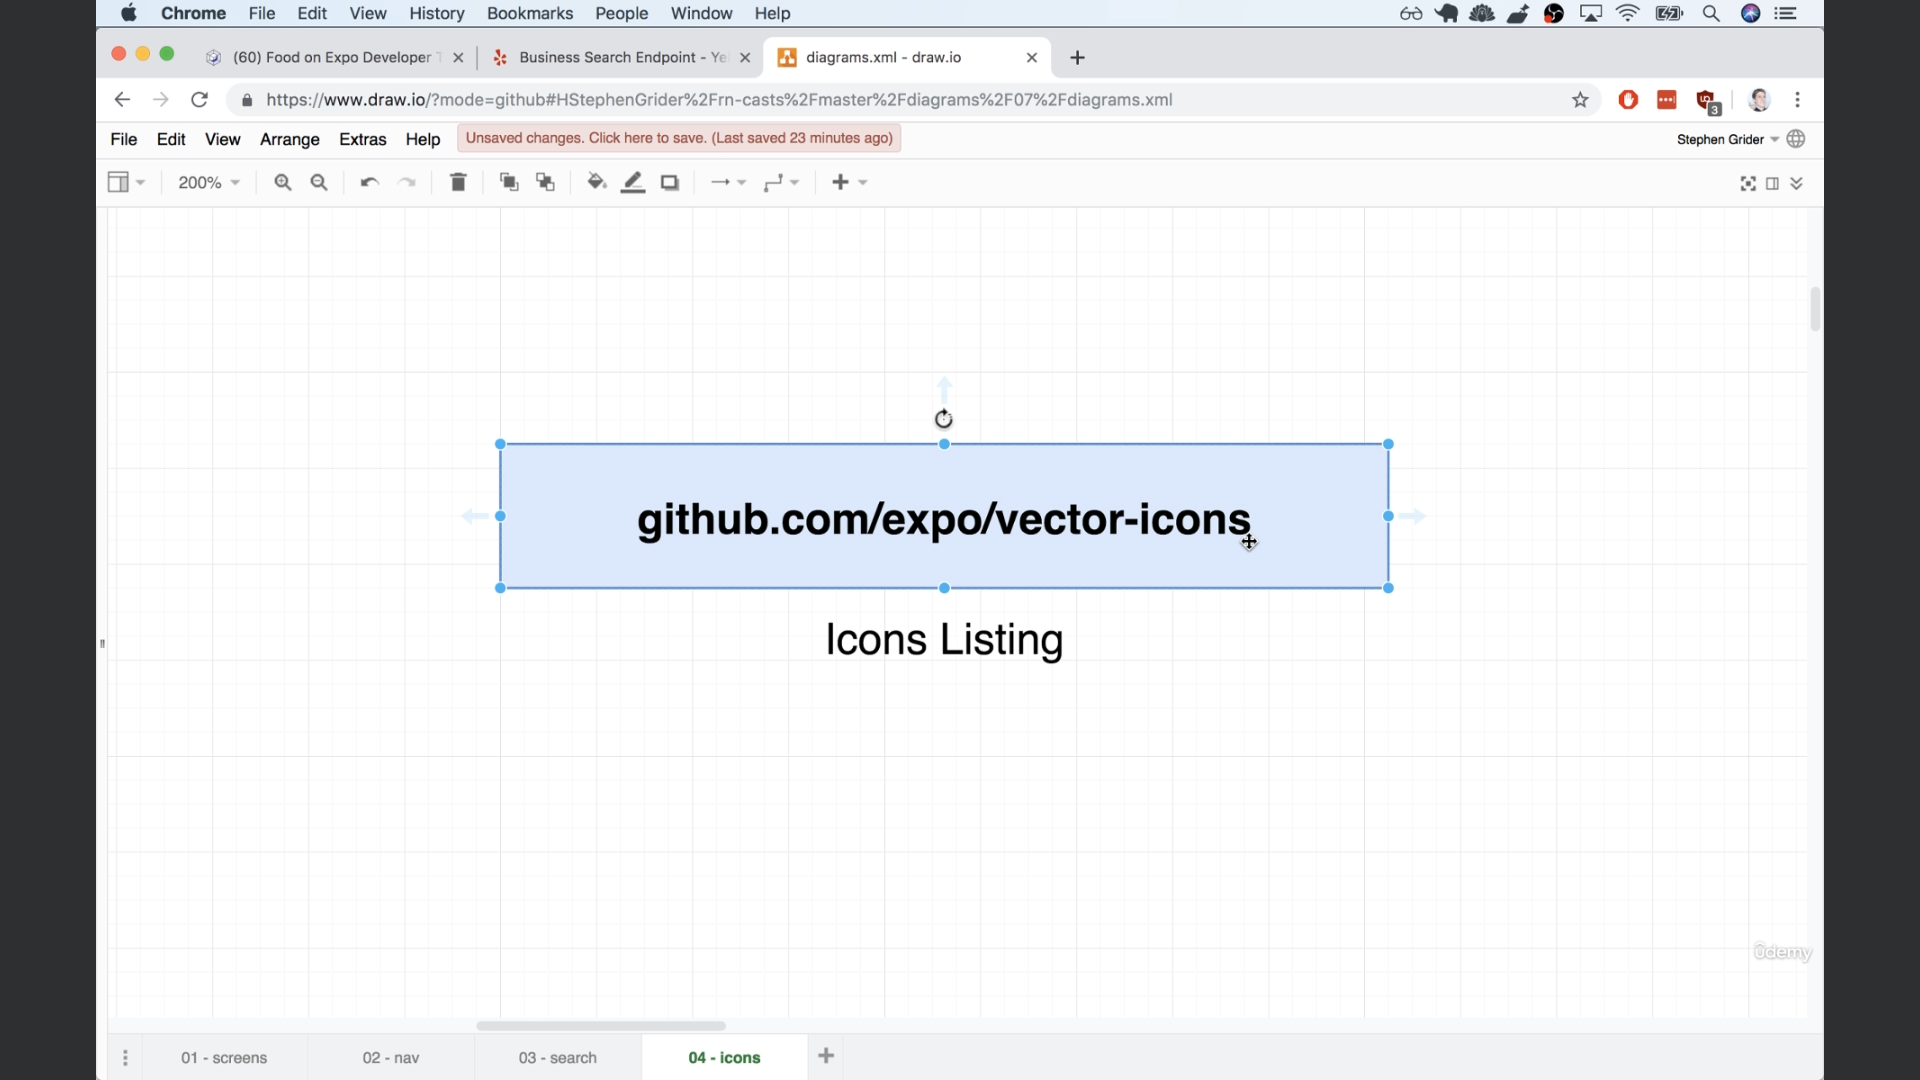 Chrome File Edit View History Bookmarks People Window Help
(60) Food on Expo Developer Business Search Endpoint - Ye diagrams.xml - draw.io
https://www.draw.io/?mode=github#HStephenGrider%2Frn-casts%2Fmaster%2Fdiagrams%2F07%2Fdiagrams.xml
3
File Edit View Arrange Extras Help Unsaved changes. Click here to save. (Last saved 23 minutes ago) Stephen Grider
200%
github.com/expo/vector-icons
Icons Listing
ûdemy
01 - screens 02 - nav 03 - search 04 - icons